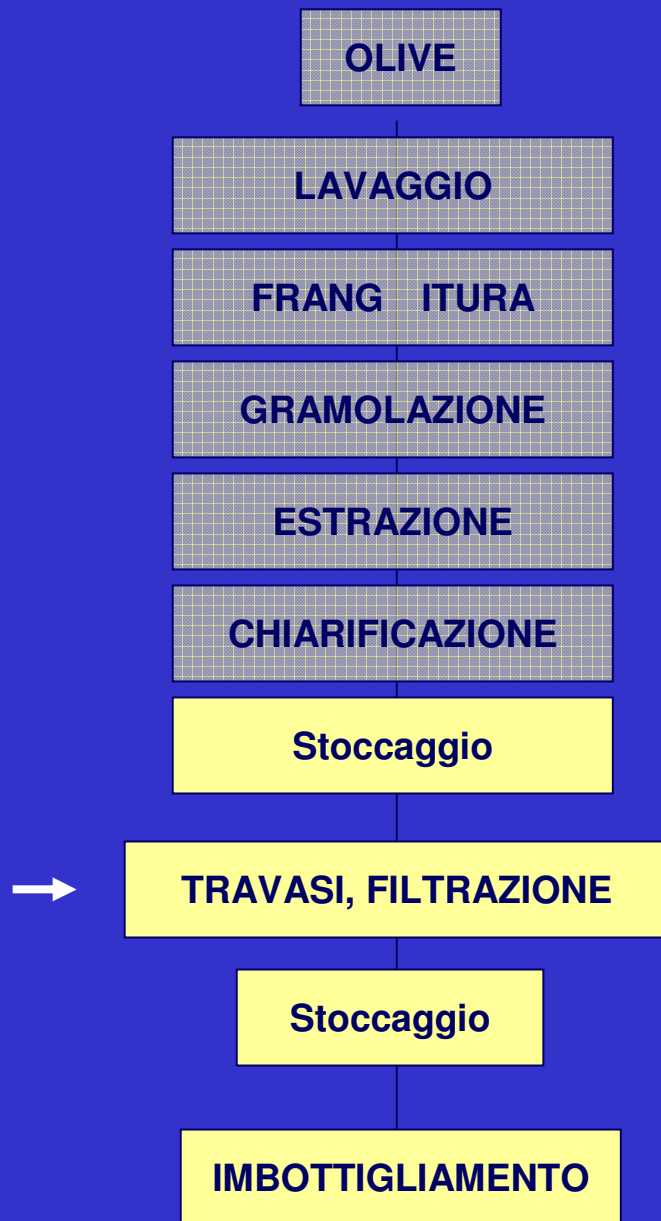 OLIVE
LAVAGGIO
FRANG ITURA
GRAMOLAZIONE
ESTRAZIONE
CHIARIFICAZIONE
Stoccaggio
TRAVASI, FILTRAZIONE
Stoccaggio
IMBOTTIGLIAMENTO